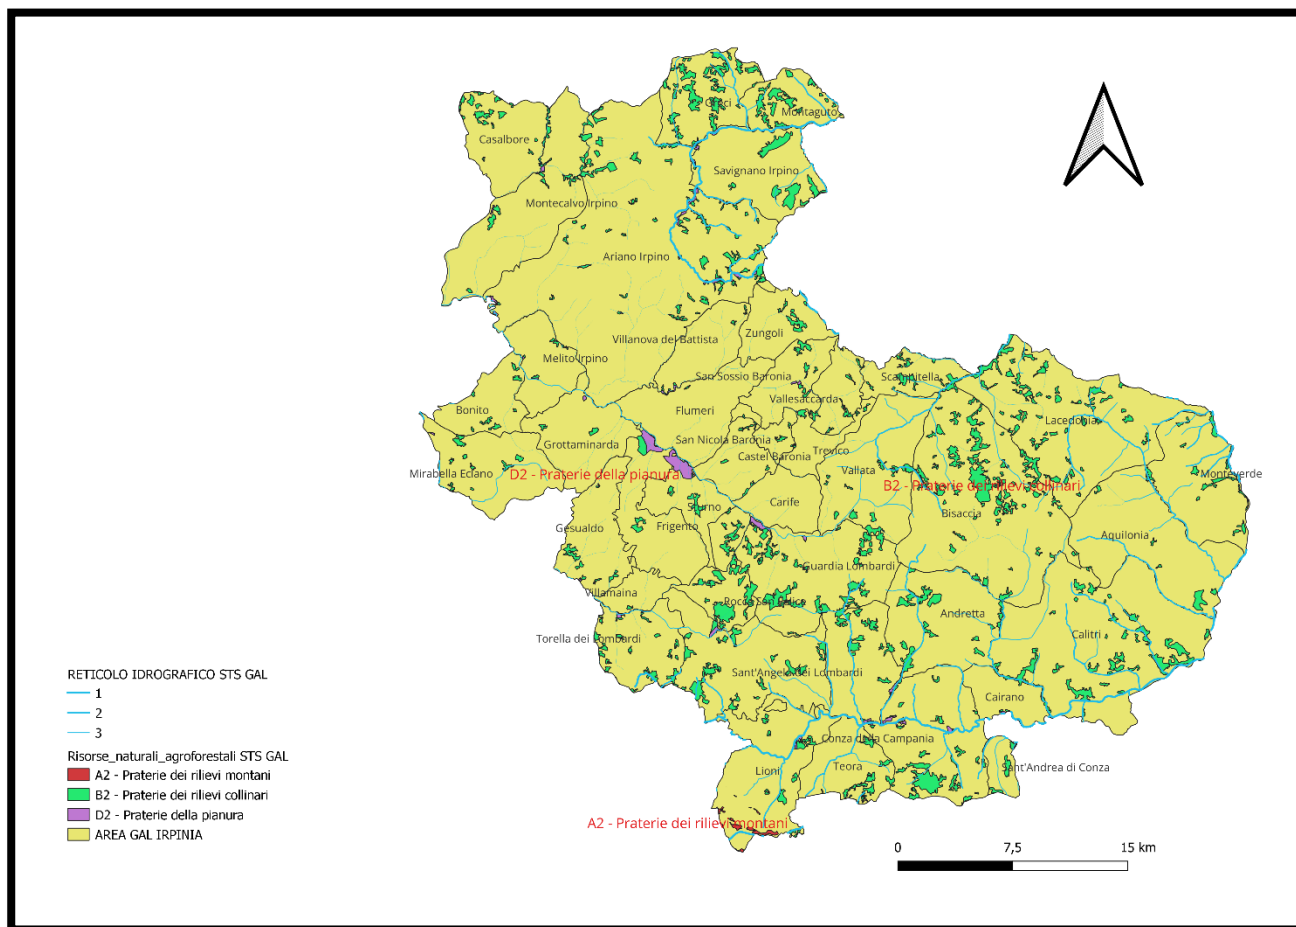 Greci
Montaguto
Casalbore
Savignano Irpino
Montecalvo Irpino
Ariano Irpino
Zungoli
Villanova del Battista
Melito Irpino
San Sossio Baronia
Scampitella
Vallesaccarda
Bonito
Flumeri
Lacedonia
San Nicola Baronia
Grottaminarda
Trevico
Castel Baronia
Mirabella Eclano
D2 - Praterie della pianura
Vallata
Monteverde
B2 - Praterie dei rilievi collinari
Carife
Sturno
Bisaccia
Gesualdo
Frigento
Aquilonia
Guardia Lombardi
Villamaina
Rocca San Felice
Andretta
Torella dei Lombardi
Calitri
Sant'Angelo dei Lombardi
Cairano
Conza della Campania
Lioni
Teora
Sant'Andrea di Conza
A2 - Praterie dei rilievi montani
RETICOLO IDROGRAFICO STS GAL
1
2
3
Risorse_naturali_agroforestali STS GAL
A2 - Praterie dei rilievi montani
B2 - Praterie dei rilievi collinari
D2 - Praterie della pianura
AREA GAL IRPINIA
0 7,5 15 km